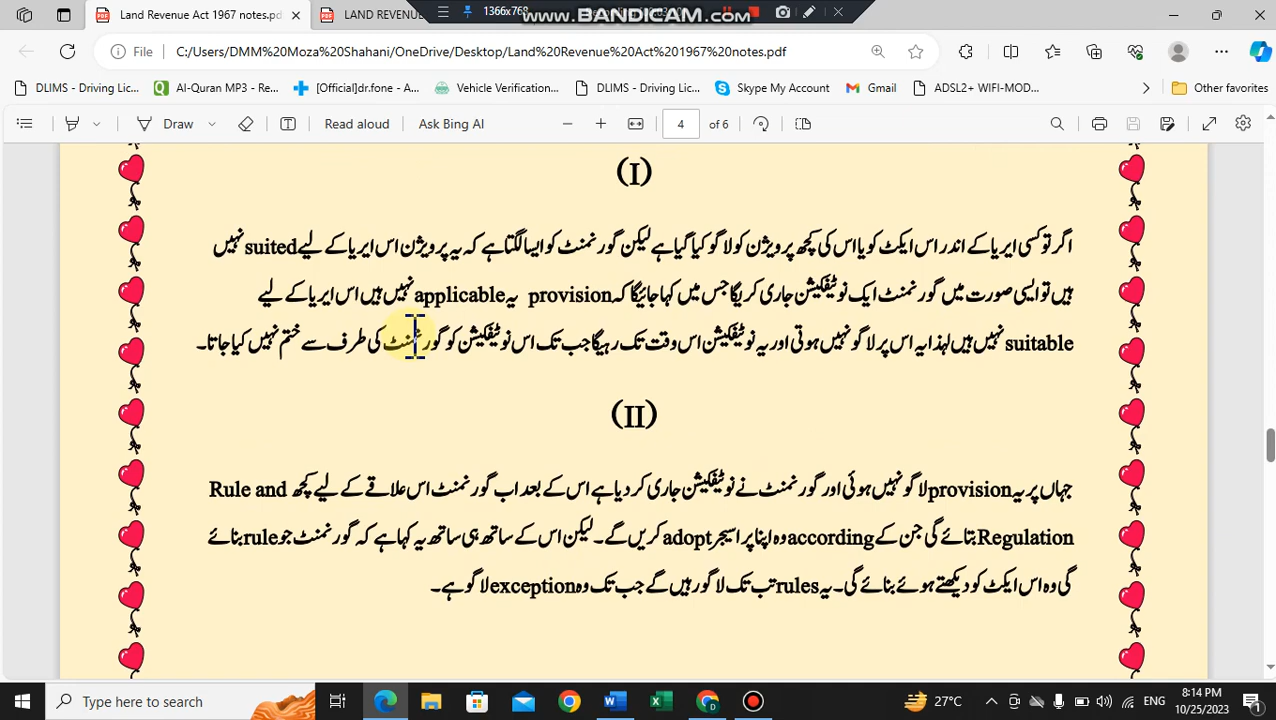 Land Revenue Act 1967 notes.pdf
LAND REVENUE
1366x768
www.BANDICAM.com
File
C:/Users/DMM%20Moza%20Shahani/OneDrive/Desktop/Land%20Revenue%20Act%201967%20notes.pdf
DLIMS - Driving Lic...
Al-Quran MP3 - Re...
[Official]dr.fone - A...
Vehicle Verification...
DLIMS - Driving Lic...
Skype My Account
Gmail
ADSL2+ WIFI-MOD...
Other favorites
Draw
Read aloud
Ask Bing AI
4 of 6
(I)
اگر تو کسی ایریا کے اندر اس ایکٹ کو یا اس کی کچھ پرویژن کو لاگو کیا گیا ہے لیکن گورنمنٹ کو ایسا لگتا ہے کہ یہ پرویژن اس ایریا کے لیے suited نہیں
ہیں تو ایسی صورت میں گورنمنٹ ایک نوٹیفکیشن جاری کریگا جس میں کہا جائیگا کہ provision یہ applicable نہیں ہیں اس ایریا کے لیے
suitable نہیں ہیں لہذا یہ اس پر لاگو نہیں ہوتی اور یہ نوٹیفکیشن اس وقت تک رہیگا جب تک اس نوٹیفکیشن کو گورنمنٹ کی طرف سے ختم نہیں کیا جاتا۔
(II)
جہاں پر یہ provision لاگو نہیں ہوئی اور گورنمنٹ نے نوٹیفکیشن جاری کر دیا ہے اس کے بعد اب گورنمنٹ اس علاقے کے لیے کچھ Rule and
Regulation بتائے گی جن کے according وہ اپنا پراسیجر adopt کریں گے۔ لیکن اس کے ساتھ ہی ساتھ یہ کہا ہے کہ گورنمنٹ جو rule بنائے
گی وہ اس ایکٹ کو دیکھتے ہوئے بنائے گی۔ یہ rules تب تک لاگو رہیں گے جب تک وہ exception لاگو ہے۔
Type here to search
27°C
ENG
8:14 PM
10/25/2023